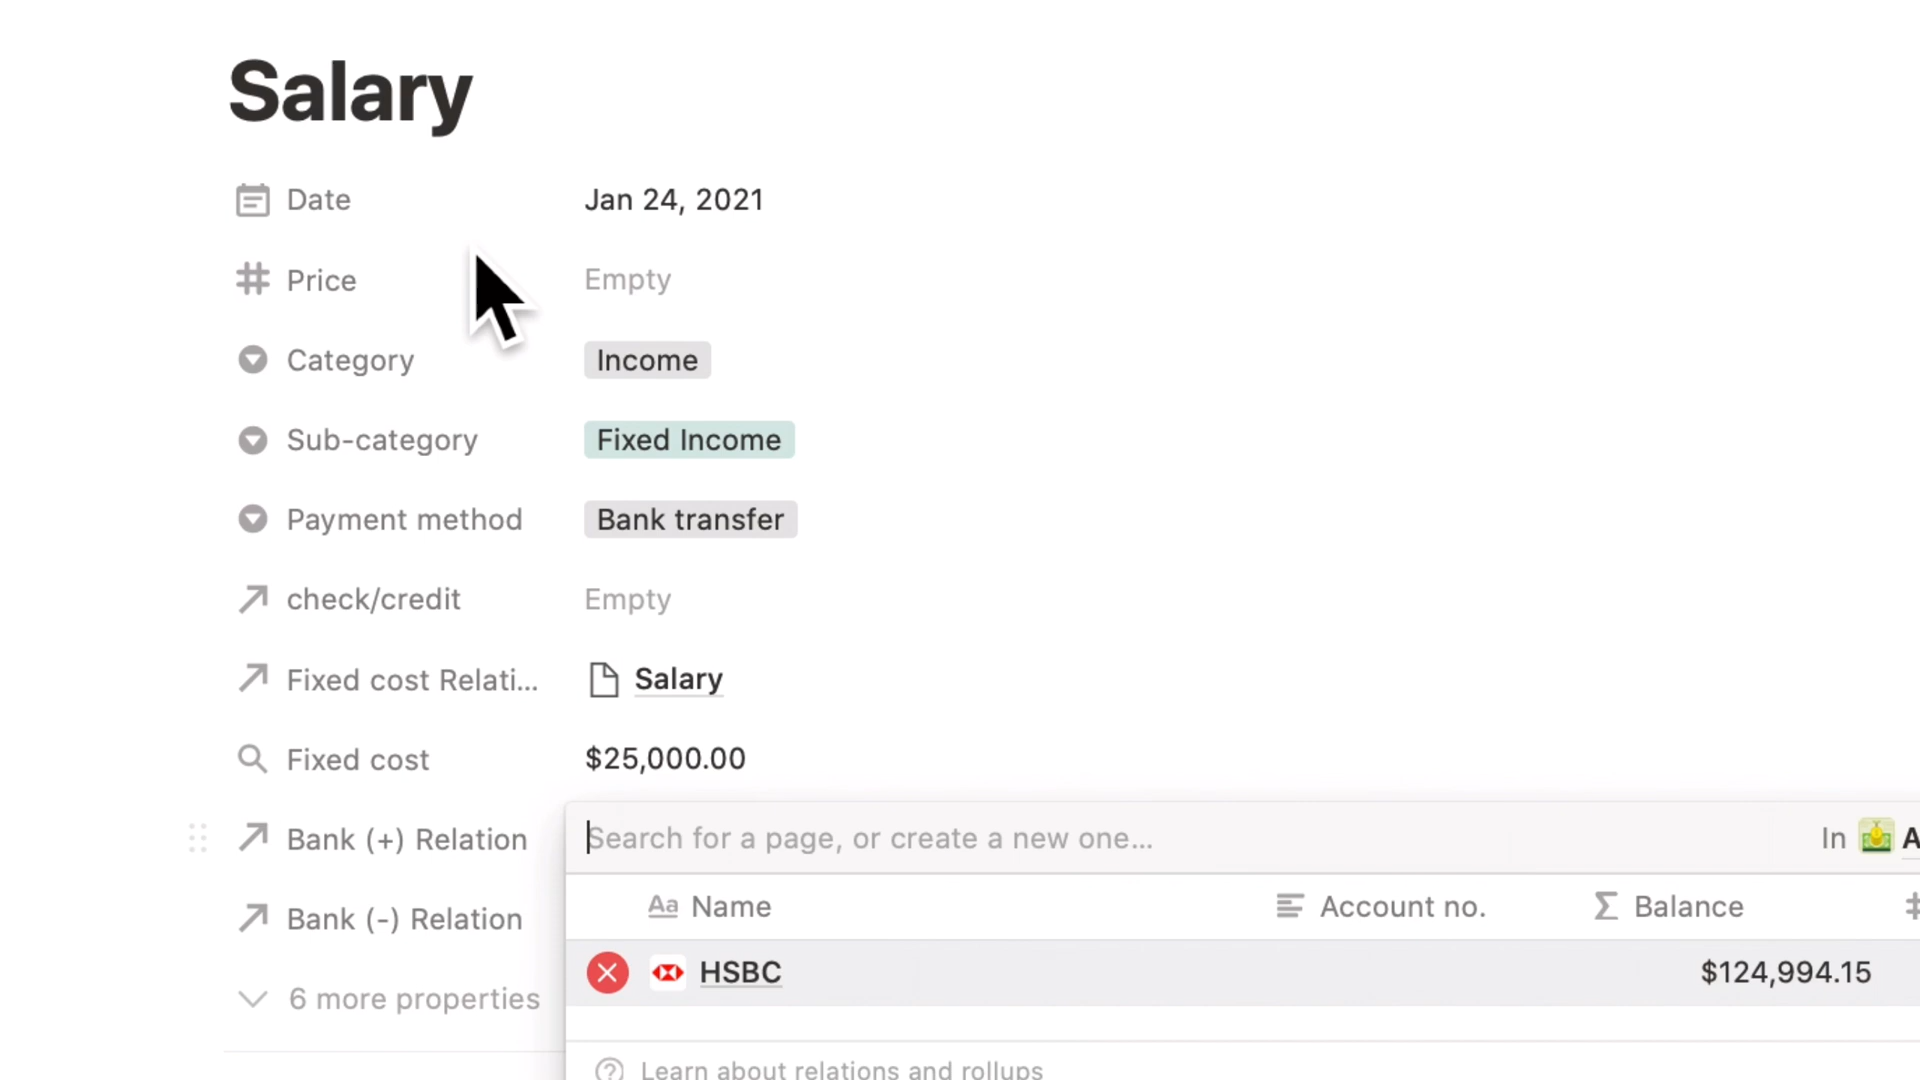 Salary
Date Jan 24, 2021
Price Empty
Category Income
Sub-category Fixed Income
Payment method Bank transfer
check/credit Empty
Fixed cost Relati... Salary
Fixed cost $25,000.00
Bank (+) Relation Search for a page, or create a new one... In A
Aa Name Account no. Σ Balance #
Bank (-) Relation
HSBC $124,994.15
6 more properties
Learn about relations and rollups